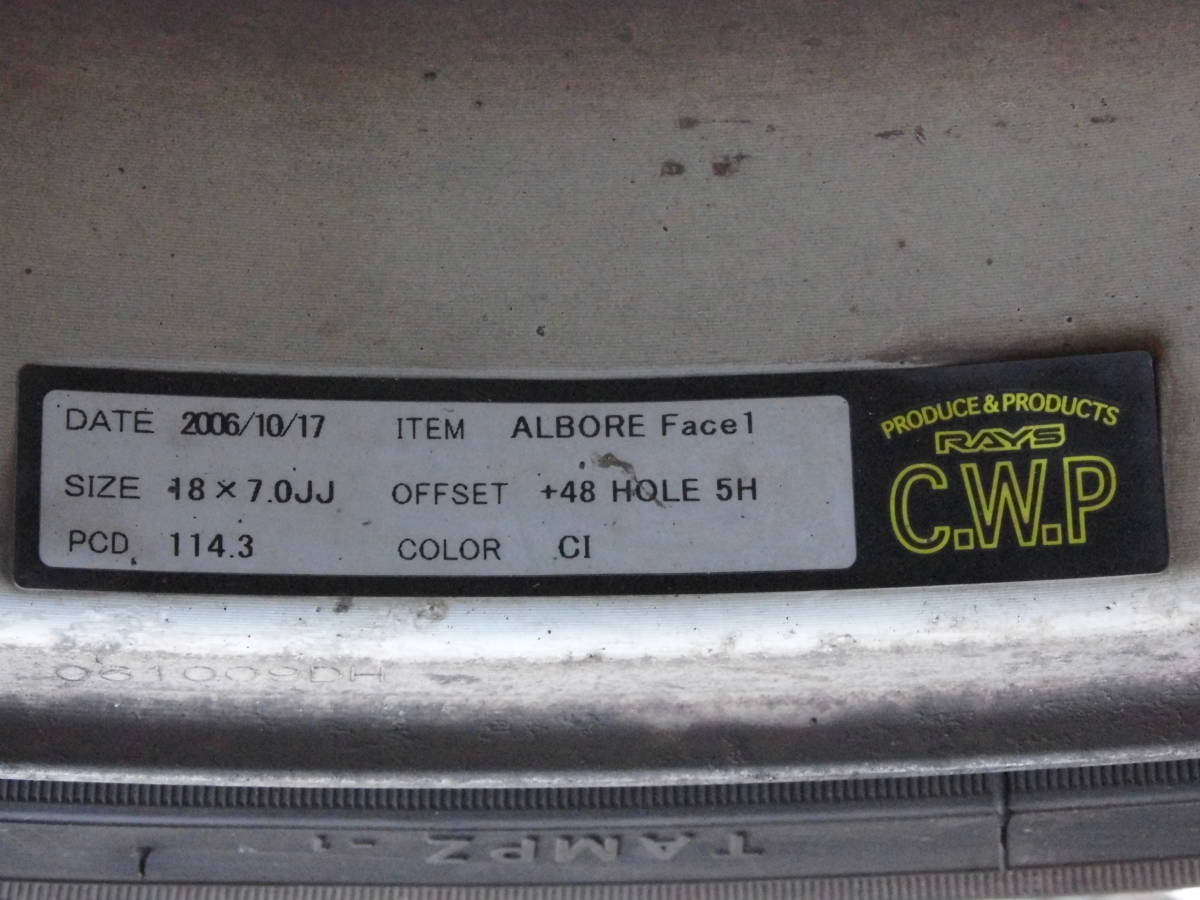 DATE 2006/10/17 ITEM ALBORE Face1
SIZE 18×7.0JJ OFFSET +48 HOLE 5H
PCD 114.3 COLOR CI
PRODUCE & PRODUCTS
RAYS
C.W.P
061009DH